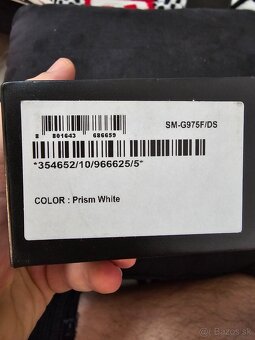 SM-G975F/DS
8 801643 686659
*354652/10/966625/5*
COLOR : Prism White
© Bazos.sk